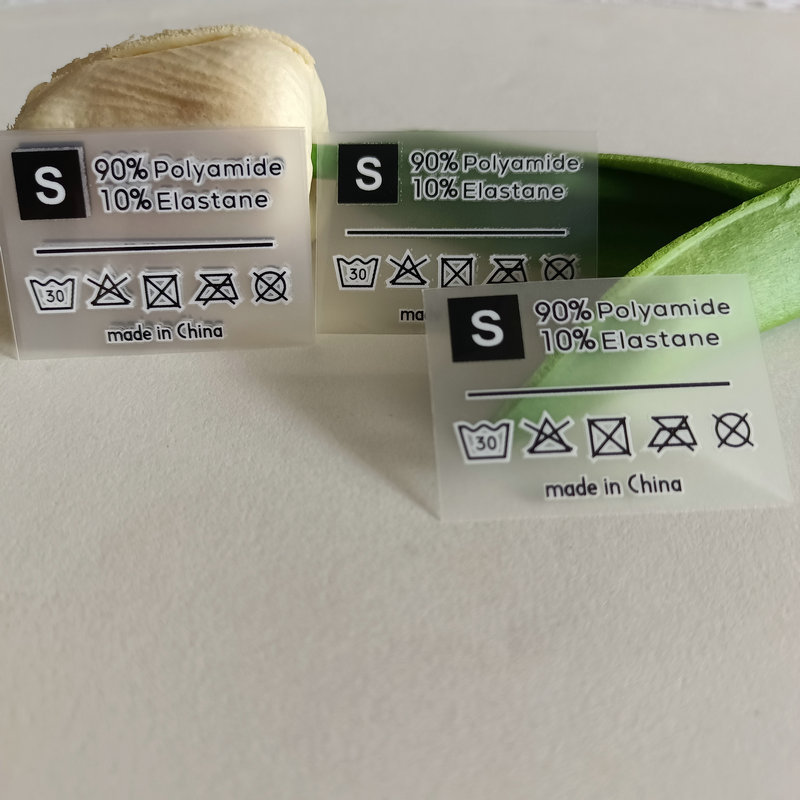 S
90% Polyamide
10% Elastane
30
made in China
S
90% Polyamide
10% Elastane
30
S
90% Polyamide
10% Elastane
30
made in China